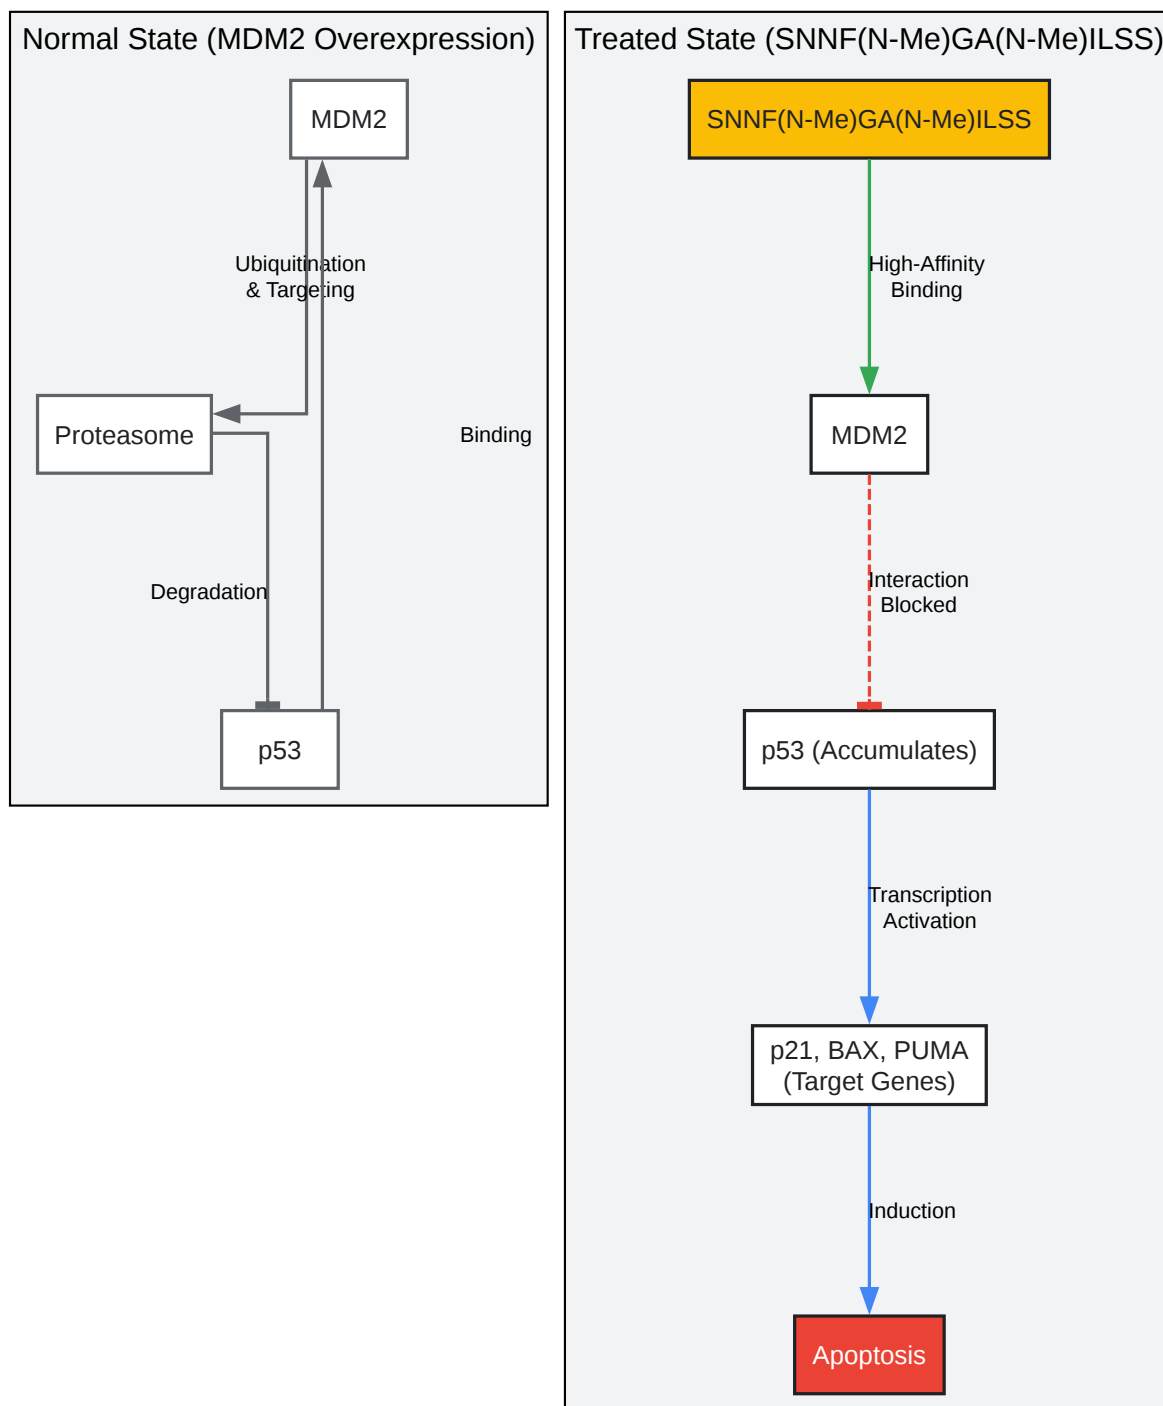 Normal State (MDM2 Overexpression)
MDM2
Ubiquitination
& Targeting
Proteasome
Binding
Degradation
p53
Treated State (SNNF(N-Me)GA(N-Me)ILSS)
SNNF(N-Me)GA(N-Me)ILSS
High-Affinity
Binding
MDM2
Interaction
Blocked
p53 (Accumulates)
Transcription
Activation
p21, BAX, PUMA
(Target Genes)
Induction
Apoptosis